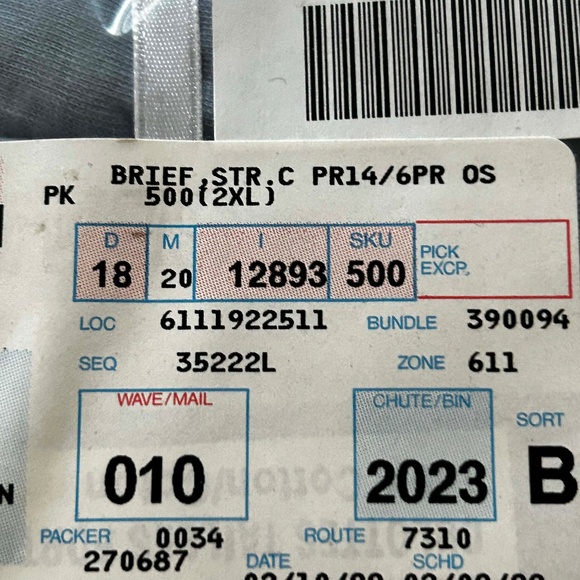 BRIEF,STR,C PR14/6PR OS
PK 500(2XL)
D M I SKU PICK EXCP.
18 20 12893 500
LOC 6111922511 BUNDLE 390094
SEQ 35222L ZONE 611
WAVE/MAIL CHUTE/BIN SORT
010 2023 B
PACKER 0034 ROUTE 7310
270687 DATE SCHD